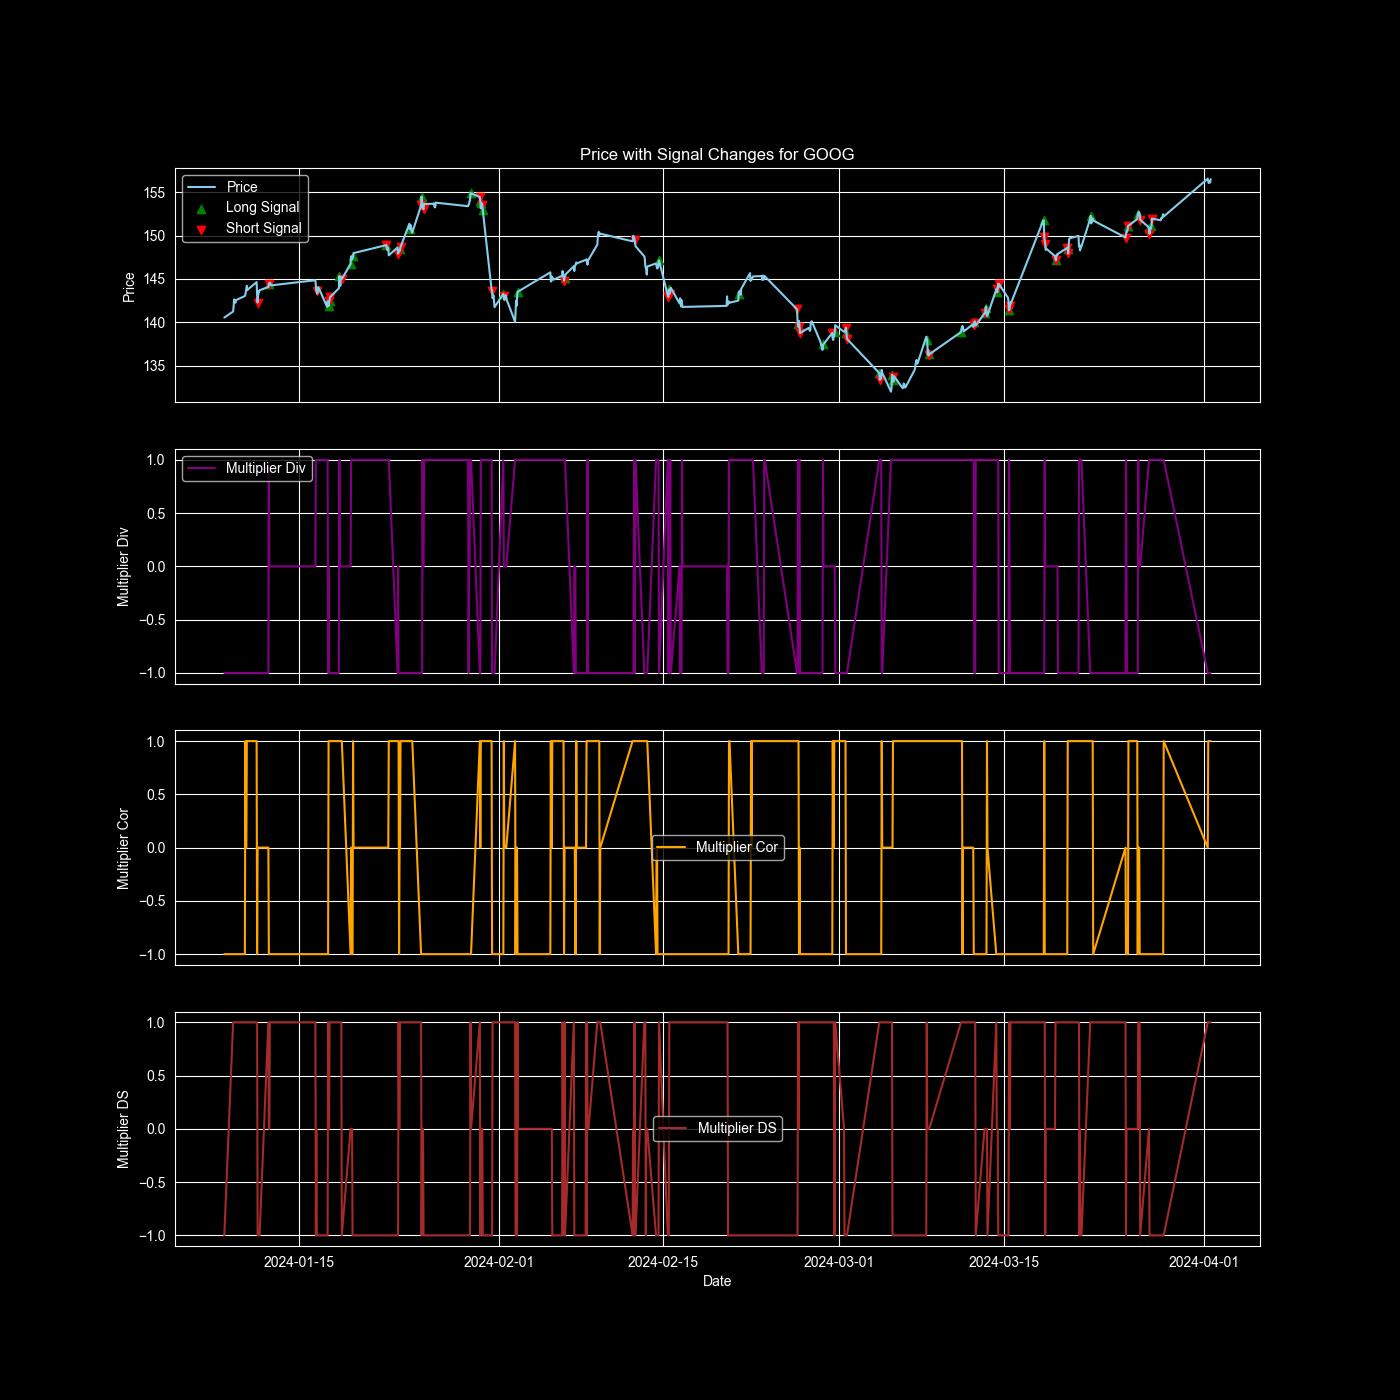 Price with Signal Changes for GOOG
Price
Long Signal
Short Signal
155
150
145
140
135
Price
Multiplier Div
1.0
0.5
0.0
−0.5
−1.0
Multiplier Div
1.0
0.5
0.0
−0.5
−1.0
Multiplier Cor
Multiplier Cor
1.0
0.5
0.0
−0.5
−1.0
Multiplier DS
Multiplier DS
2024-01-15 2024-02-01 2024-02-15 2024-03-01 2024-03-15 2024-04-01
Date